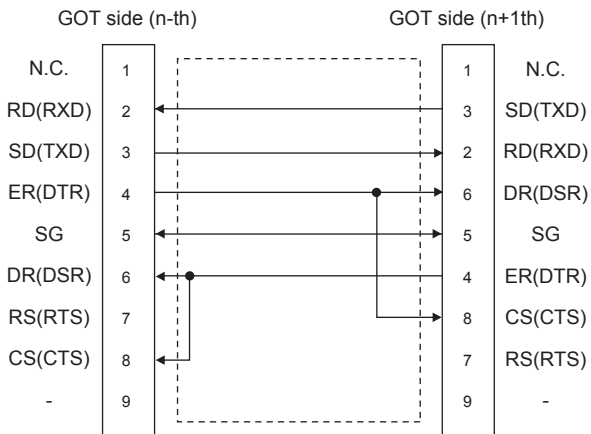 GOT side (n-th) GOT side (n+1th)
N.C. 1 1 N.C.
RD(RXD) 2 3 SD(TXD)
SD(TXD) 3 2 RD(RXD)
ER(DTR) 4 6 DR(DSR)
SG 5 5 SG
DR(DSR) 6 4 ER(DTR)
RS(RTS) 7 8 CS(CTS)
CS(CTS) 8 7 RS(RTS)
- 9 9 -